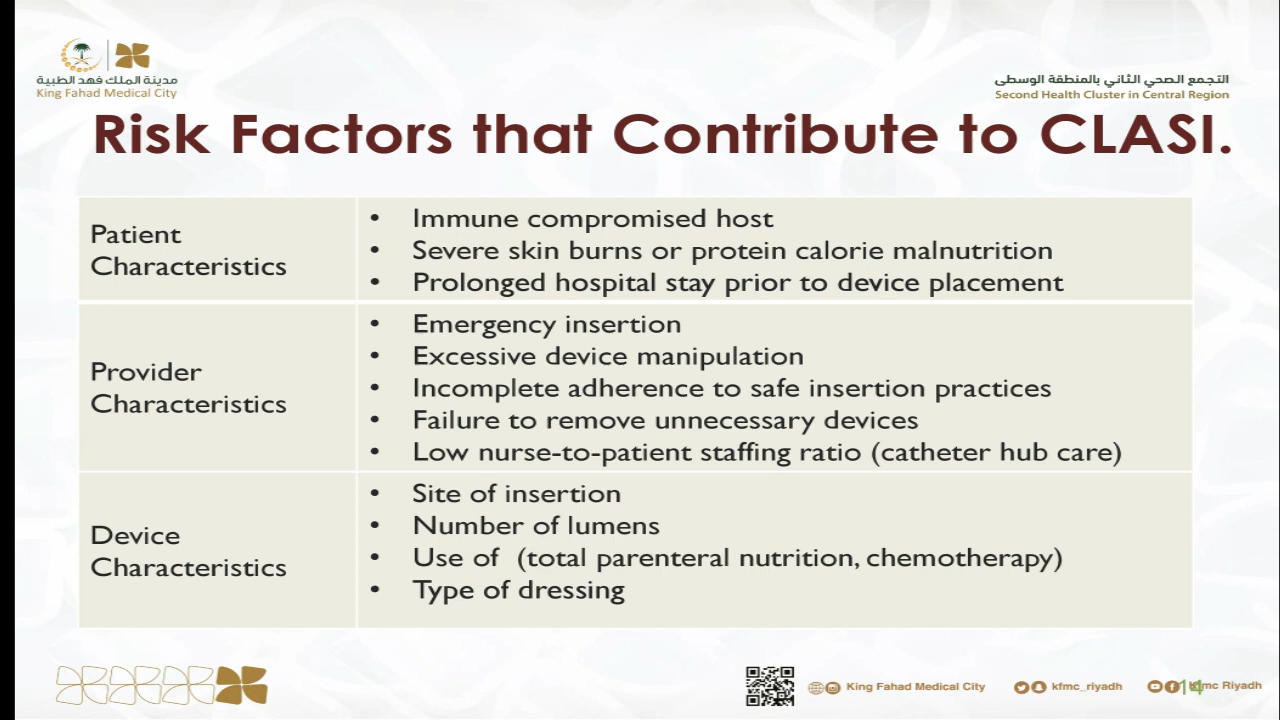 مدينة الملك فهد الطبية
King Fahad Medical City
التجمع الصحي الثاني بالمنطقة الوسطى
Second Health Cluster in Central Region
Risk Factors that Contribute to CLASI.
Patient
Characteristics
• Immune compromised host
• Severe skin burns or protein calorie malnutrition
• Prolonged hospital stay prior to device placement
Provider
Characteristics
• Emergency insertion
• Excessive device manipulation
• Incomplete adherence to safe insertion practices
• Failure to remove unnecessary devices
• Low nurse-to-patient staffing ratio (catheter hub care)
Device
Characteristics
• Site of insertion
• Number of lumens
• Use of (total parenteral nutrition, chemotherapy)
• Type of dressing
King Fahad Medical City
kfmc_riyadh
Riyadh
14